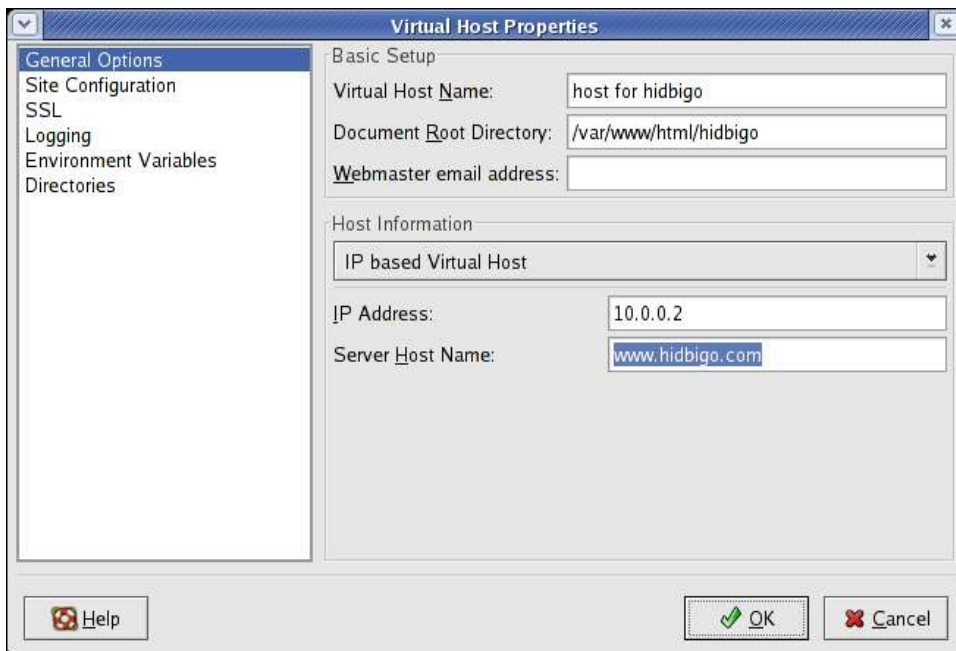 Virtual Host Properties
General Options
Site Configuration
SSL
Logging
Environment Variables
Directories
Basic Setup
Virtual Host Name: host for hidbigo
Document Root Directory: /var/www/html/hidbigo
Webmaster email address:
Host Information
IP based Virtual Host
IP Address: 10.0.0.2
Server Host Name: www.hidbigo.com
Help
OK
Cancel